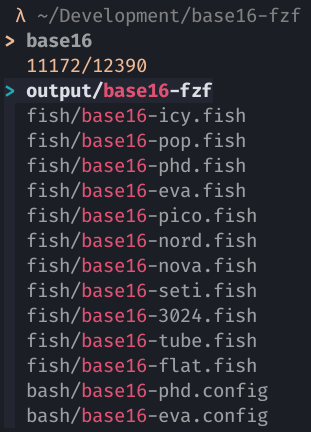 λ ~/Development/base16-fzf
> base16
11172/12390
> output/base16-fzf
fish/base16-icy.fish
fish/base16-pop.fish
fish/base16-phd.fish
fish/base16-eva.fish
fish/base16-pico.fish
fish/base16-nord.fish
fish/base16-nova.fish
fish/base16-seti.fish
fish/base16-3024.fish
fish/base16-tube.fish
fish/base16-flat.fish
bash/base16-phd.config
bash/base16-eva.config